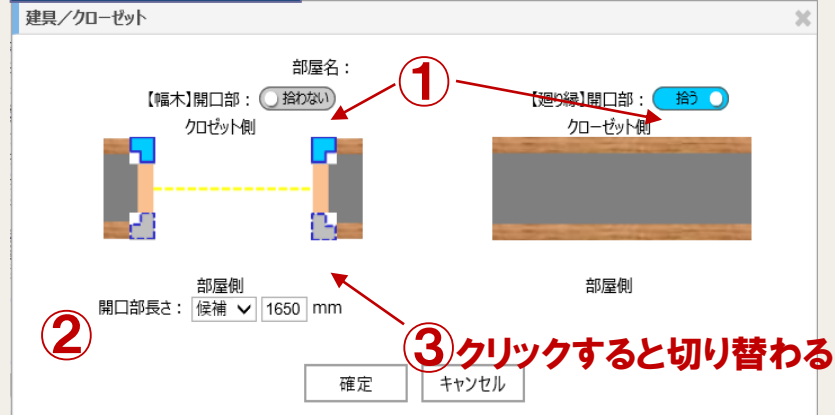 建具／クローゼット
部屋名：
①
【幅木】開口部： 拾わない
【廻り縁】開口部： 拾う
クロゼット側
クローゼット側
部屋側
部屋側
開口部長さ： 候補 1650 mm
②
③クリックすると切り替わる
確定
キャンセル